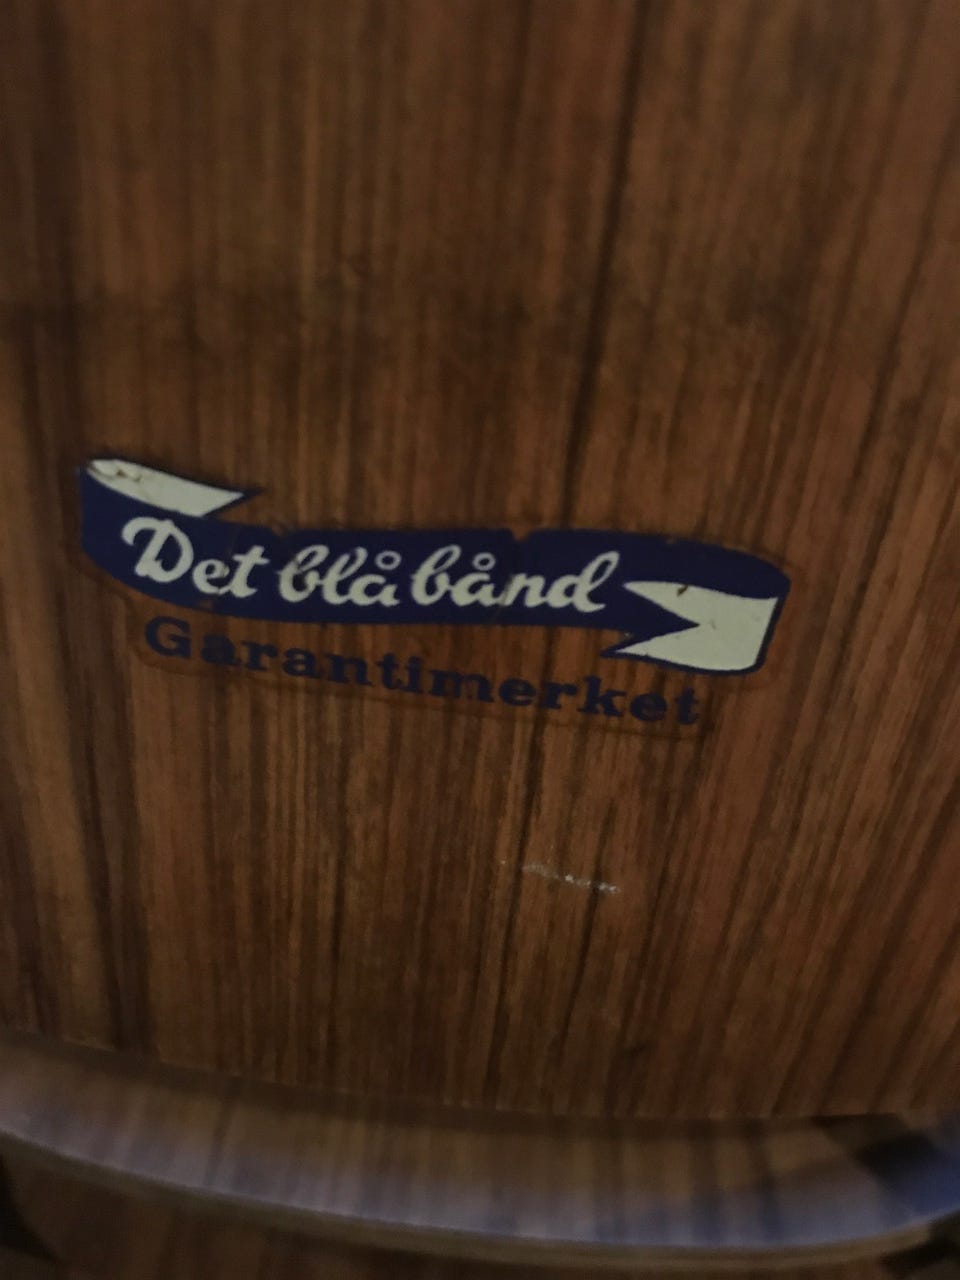 Det blå bånd
Garantimerket